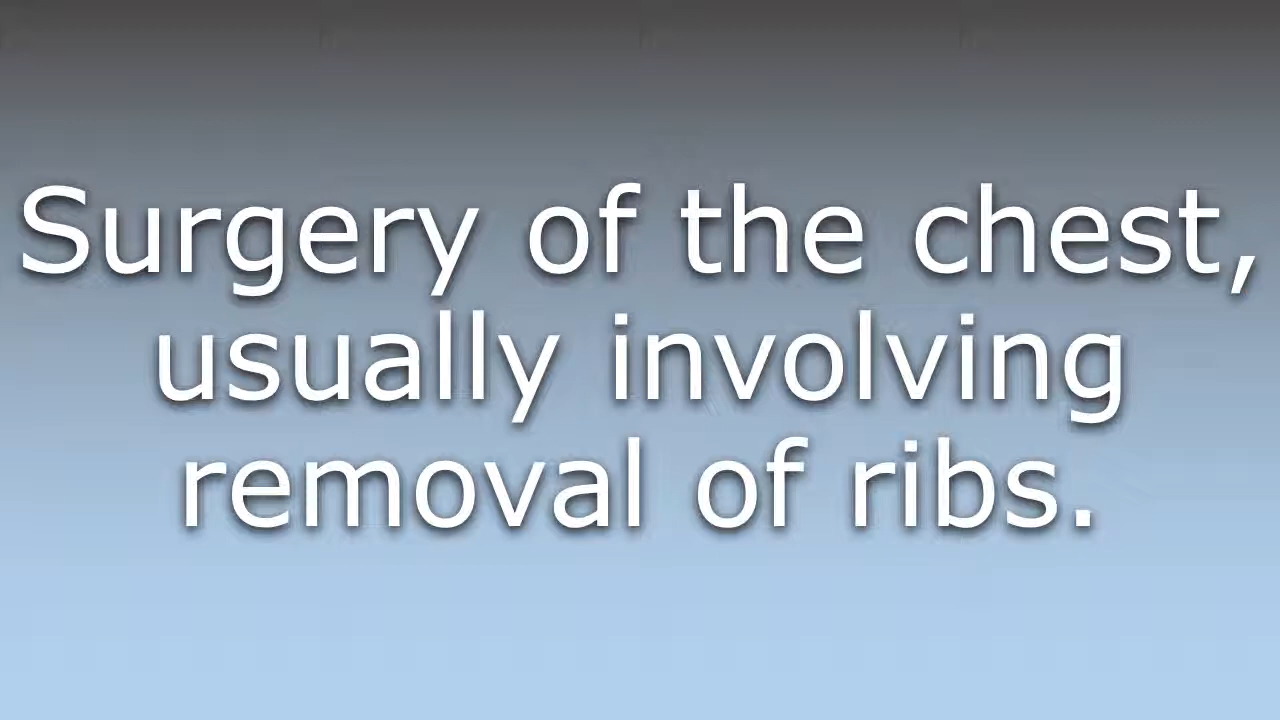 Surgery of the chest,
usually involving
removal of ribs.